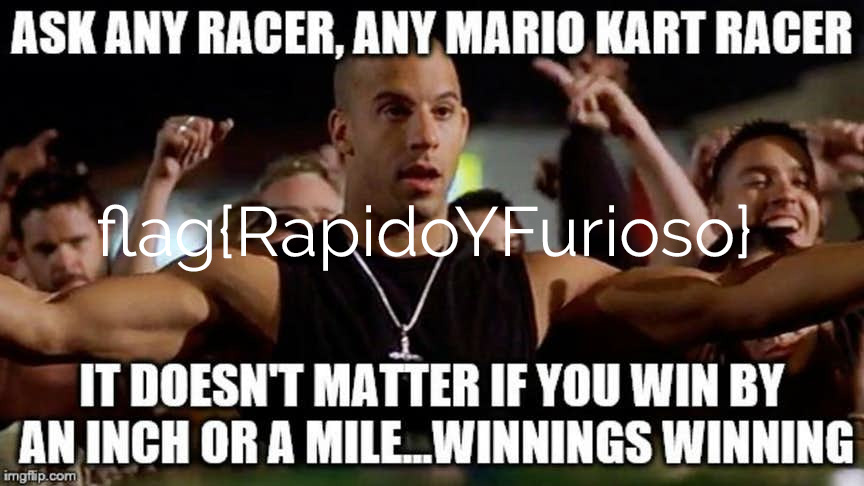 ASK ANY RACER, ANY MARIO KART RACER
flag{RapidoYFurioso}
IT DOESN'T MATTER IF YOU WIN BY
AN INCH OR A MILE...WINNINGS WINNING
imgflip.com